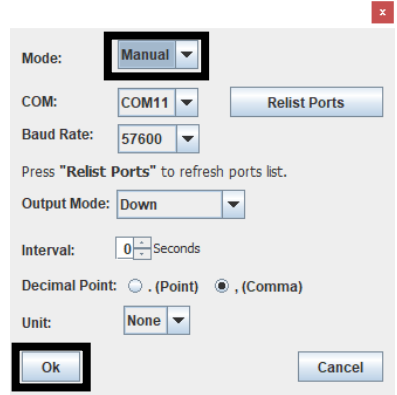 x
Mode: Manual
COM: COM11 Relist Ports
Baud Rate: 57600
Press "Relist Ports" to refresh ports list.
Output Mode: Down
Interval: 0 Seconds
Decimal Point: . (Point) , (Comma)
Unit: None
Ok Cancel